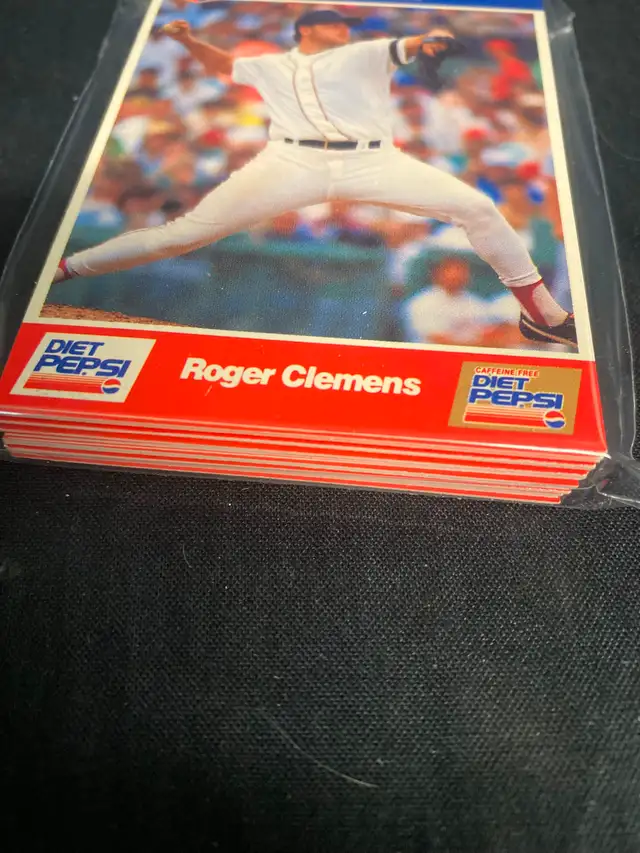 DIET
PEPSI
Roger Clemens
CAFFEINE FREE
DIET
PEPSI